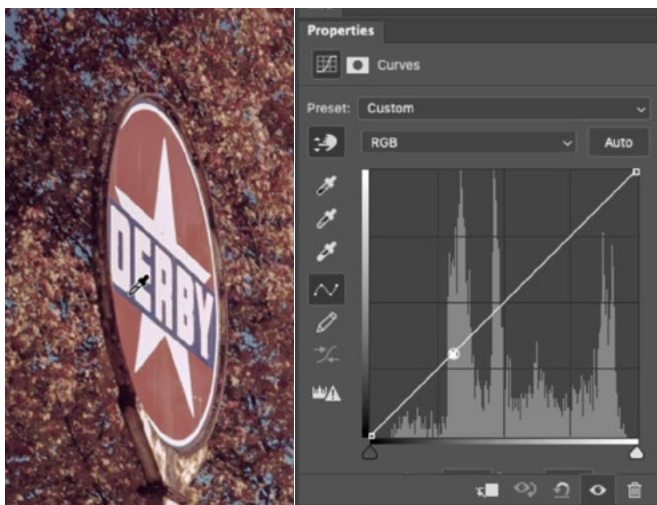 DERBY
Properties
Curves
Preset: Custom
RGB
Auto